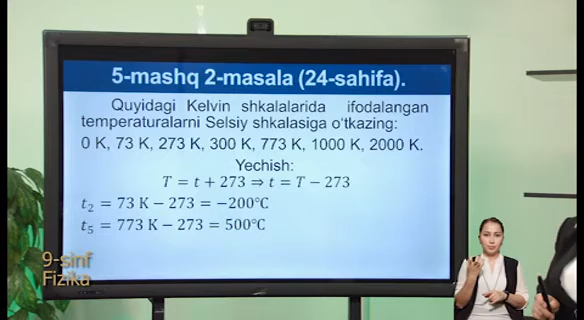 5-mashq 2-masala (24-sahifa).
Quyidagi Kelvin shkalalarida ifodalangan
temperaturalarni Selsiy shkalasiga o‘tkazing:
0 K, 73 K, 273 K, 300 K, 773 K, 1000 K, 2000 K.
Yechish:
T = t + 273 ⇒ t = T − 273
t₂ = 73 K − 273 = −200°C
t₅ = 773 K − 273 = 500°C
9-sinf
Fizika